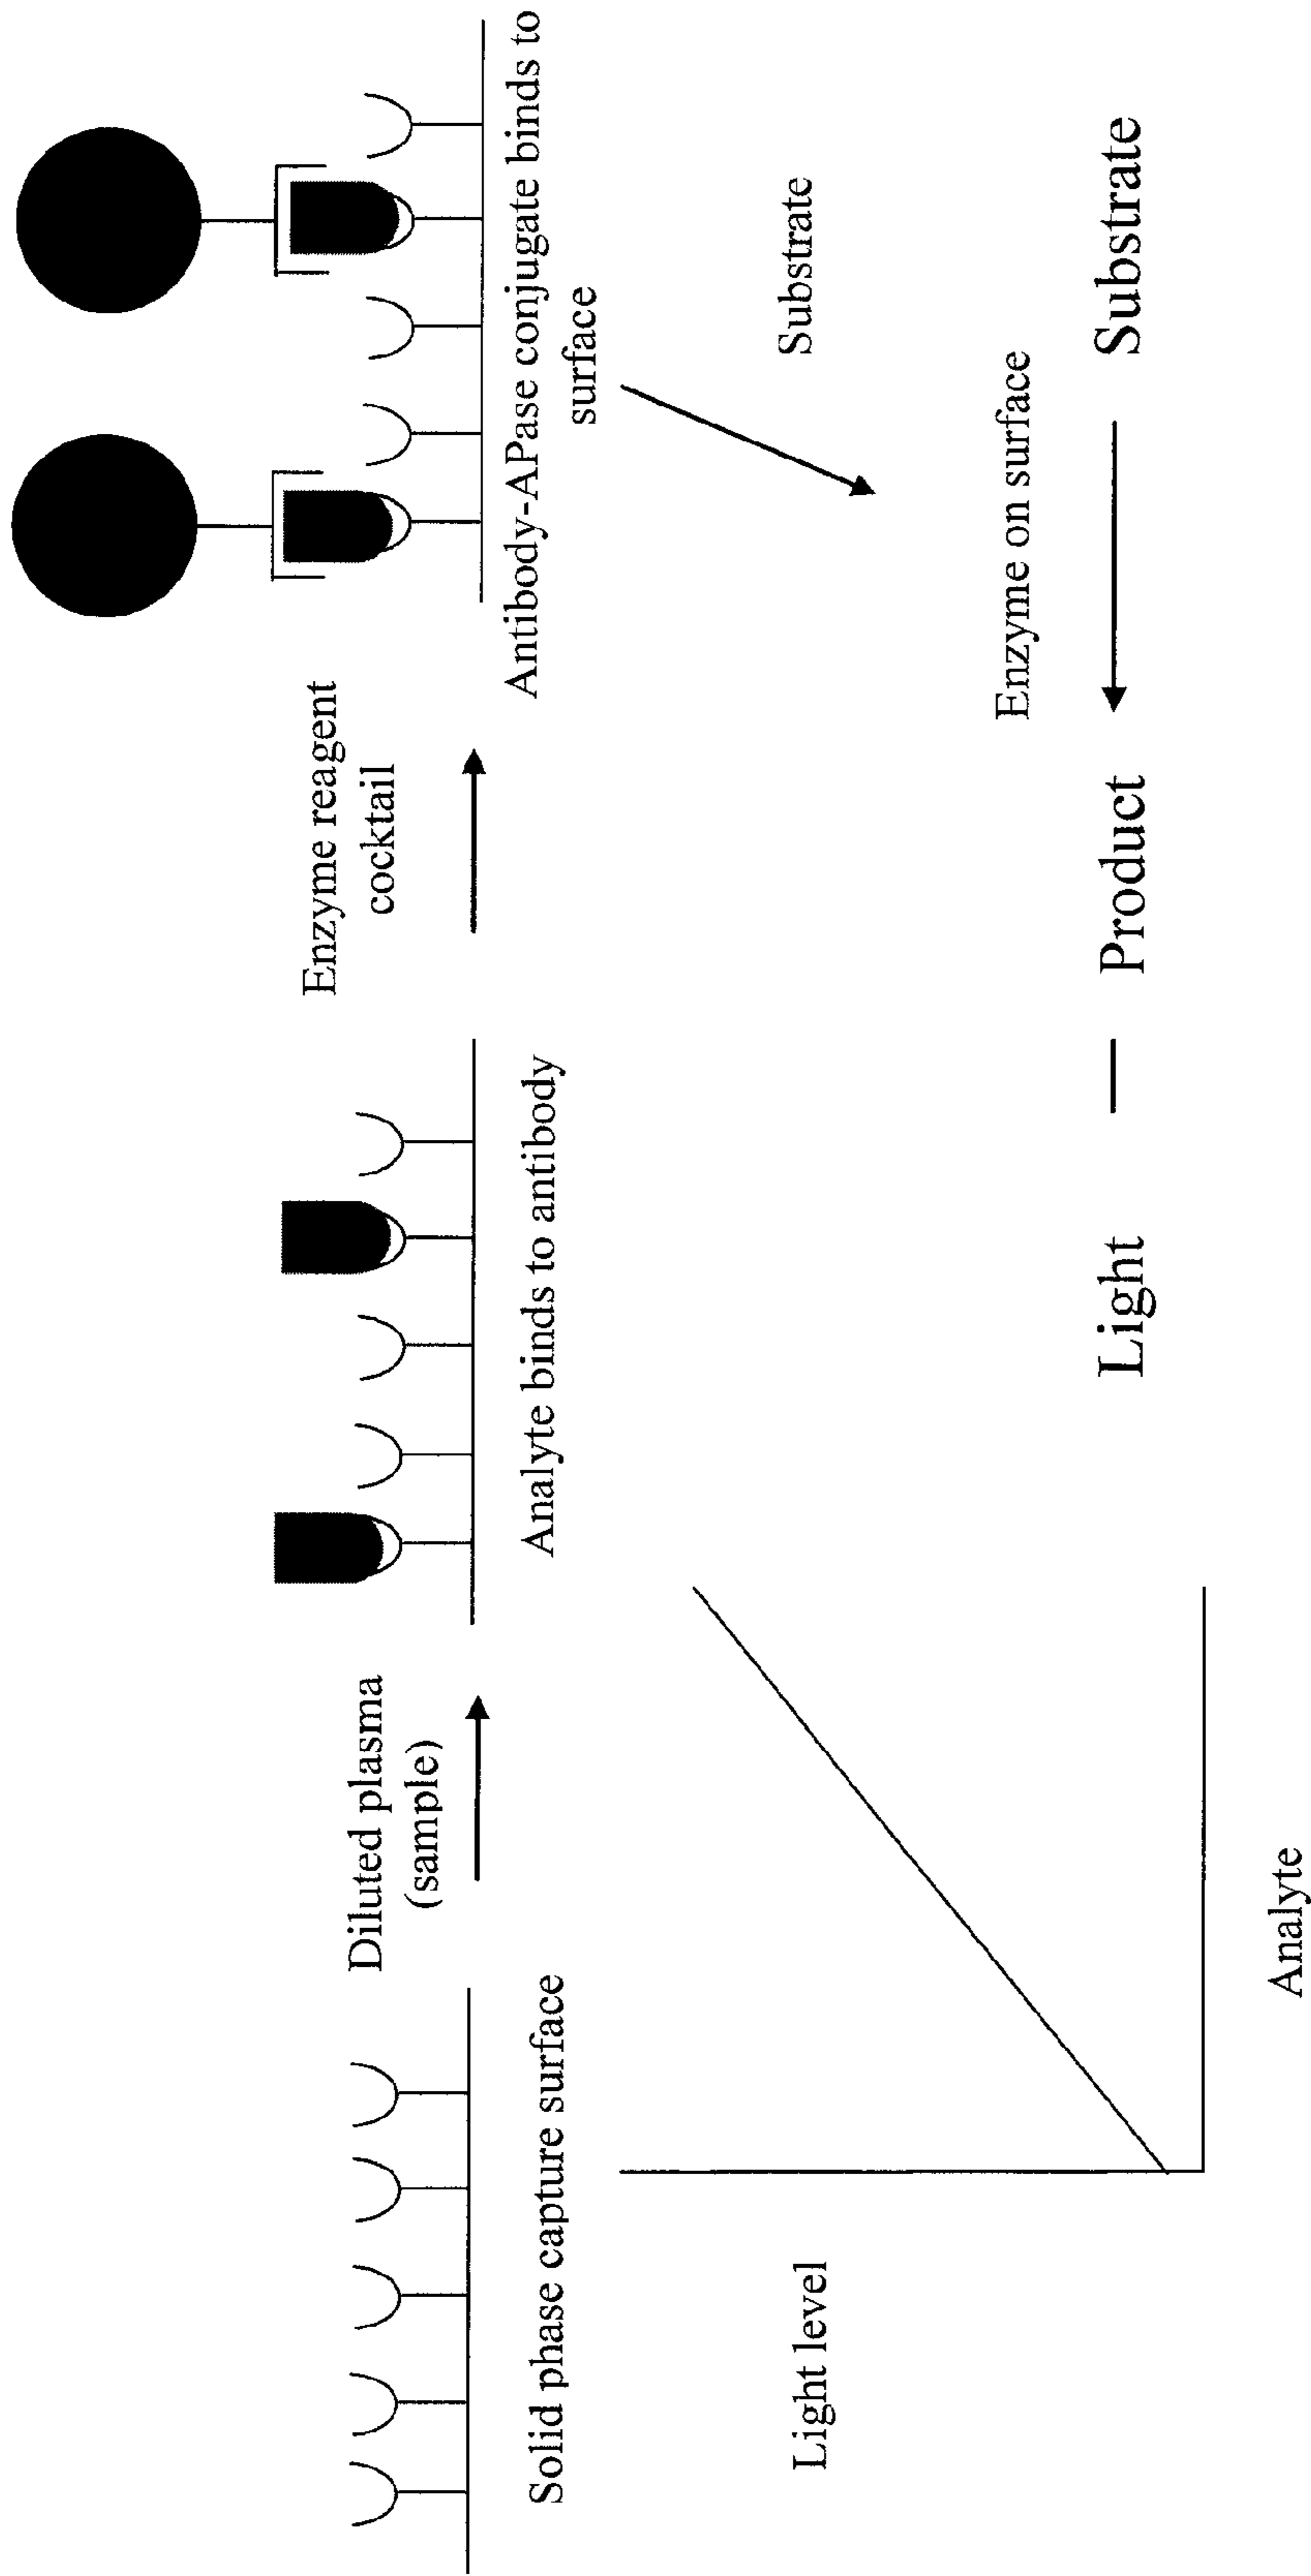 Solid phase capture surface
Diluted plasma
(sample)
Analyte binds to antibody
Enzyme reagent
cocktail
Antibody-APase conjugate binds to
surface
Substrate
Enzyme on surface
Light
Product
Substrate
Light level
Analyte